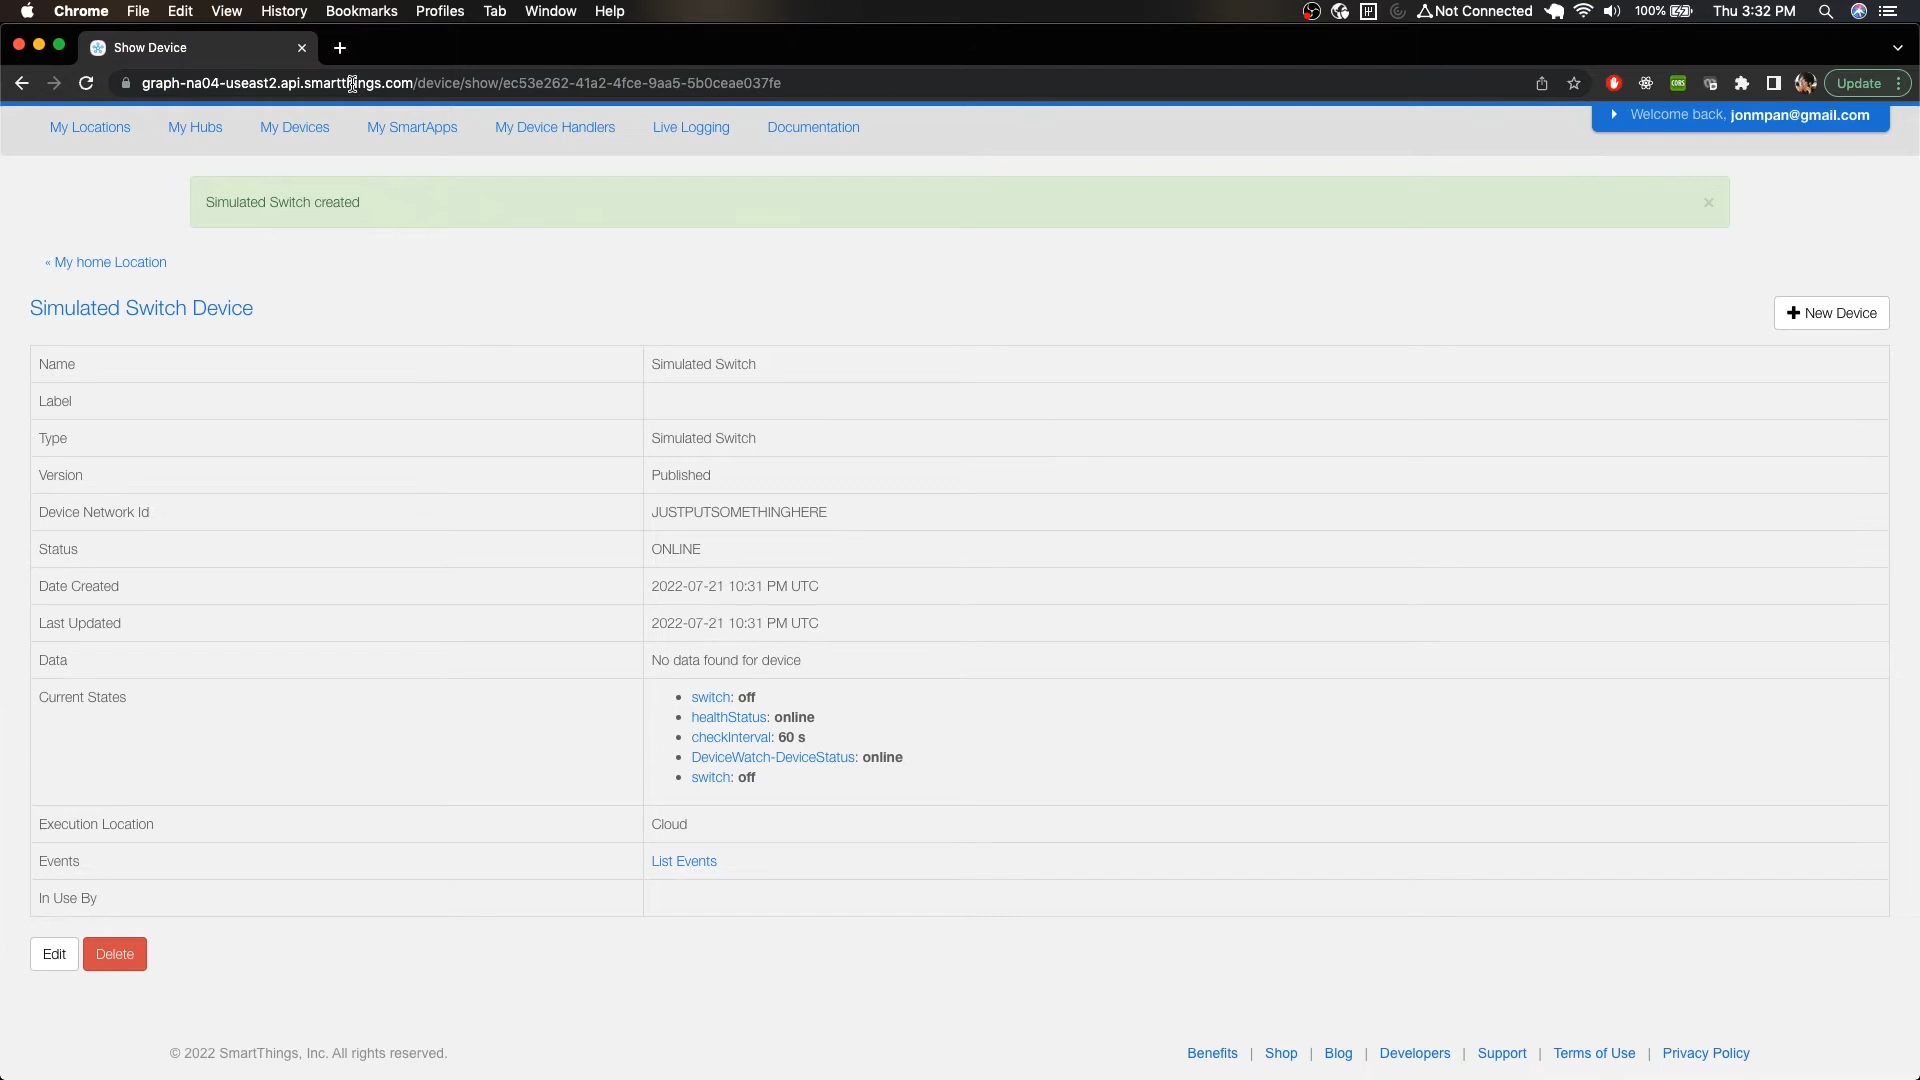 Chrome File Edit View History Bookmarks Profiles Tab Window Help Not Connected 100% Thu 3:32 PM
Show Device
graph-na04-useast2.api.smartthings.com/device/show/ec53e262-41a2-4fce-9aa5-5b0ceae037fe CORS Update
My Locations My Hubs My Devices My SmartApps My Device Handlers Live Logging Documentation Welcome back, jonmpan@gmail.com
Simulated Switch created ×
« My home Location
Simulated Switch Device
New Device
Name Simulated Switch
Label
Type Simulated Switch
Version Published
Device Network Id JUSTPUTSOMETHINGHERE
Status ONLINE
Date Created 2022-07-21 10:31 PM UTC
Last Updated 2022-07-21 10:31 PM UTC
Data No data found for device
Current States • switch: off
• healthStatus: online
• checkInterval: 60 s
• DeviceWatch-DeviceStatus: online
• switch: off
Execution Location Cloud
Events List Events
In Use By
Edit Delete
© 2022 SmartThings, Inc. All rights reserved. Benefits | Shop | Blog | Developers | Support | Terms of Use | Privacy Policy